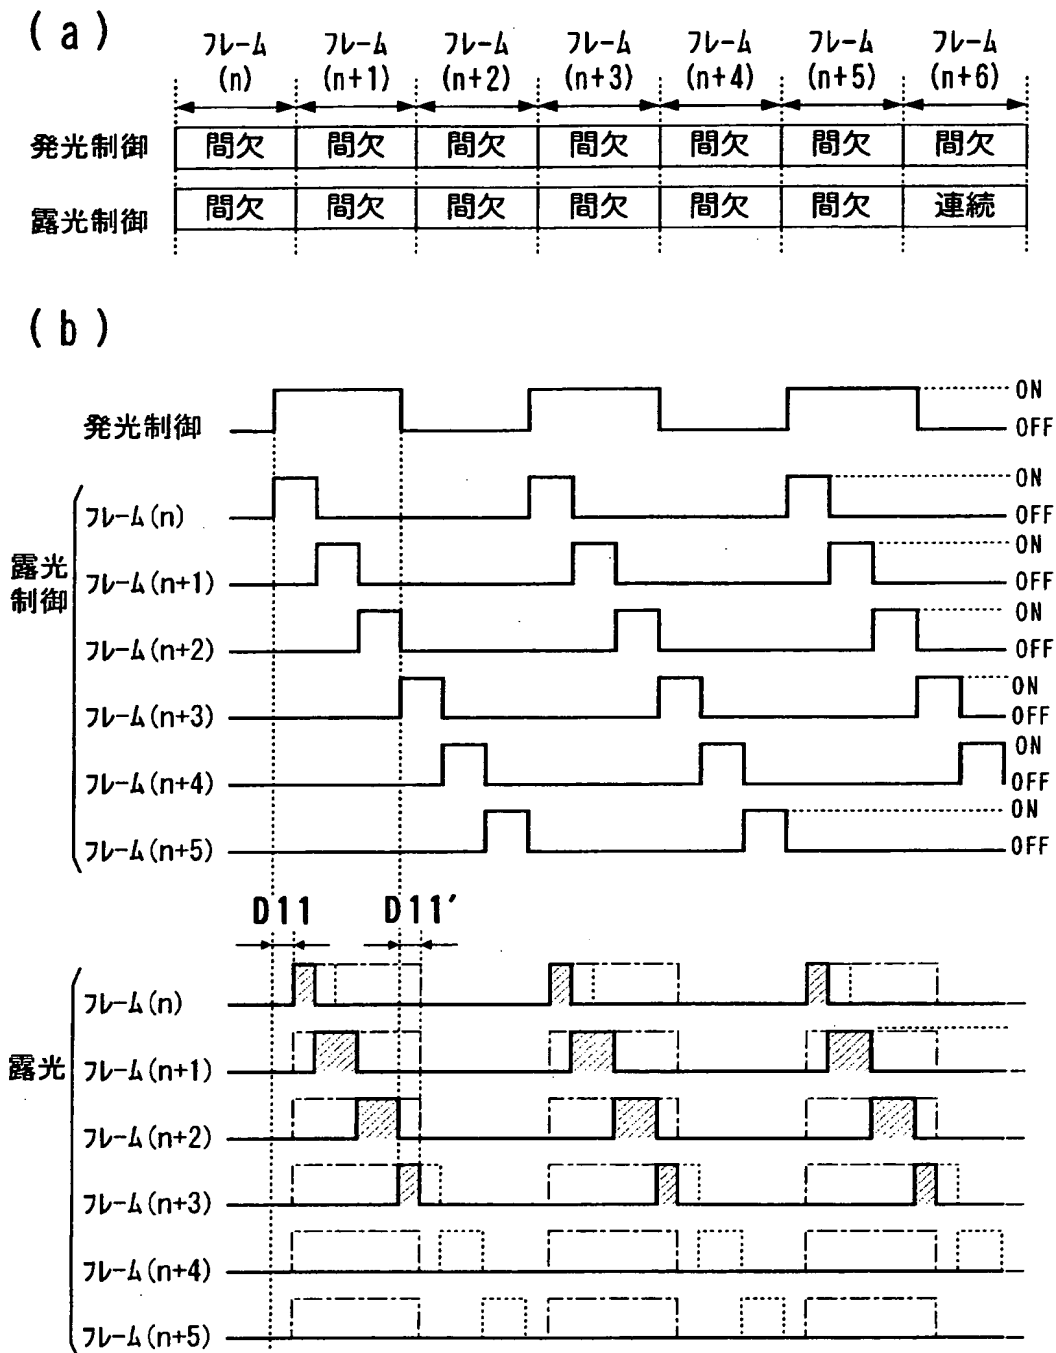 (a)
フレーム フレーム フレーム フレーム フレーム フレーム フレーム
(n) (n+1) (n+2) (n+3) (n+4) (n+5) (n+6)
発光制御 間欠 間欠 間欠 間欠 間欠 間欠 間欠
露光制御 間欠 間欠 間欠 間欠 間欠 間欠 連続
(b)
発光制御 ON
OFF
露光制御
フレーム(n) ON
OFF
フレーム(n+1) ON
OFF
フレーム(n+2) ON
OFF
フレーム(n+3) ON
OFF
フレーム(n+4) ON
OFF
フレーム(n+5) ON
OFF
D11 D11′
露光
フレーム(n)
フレーム(n+1)
フレーム(n+2)
フレーム(n+3)
フレーム(n+4)
フレーム(n+5)